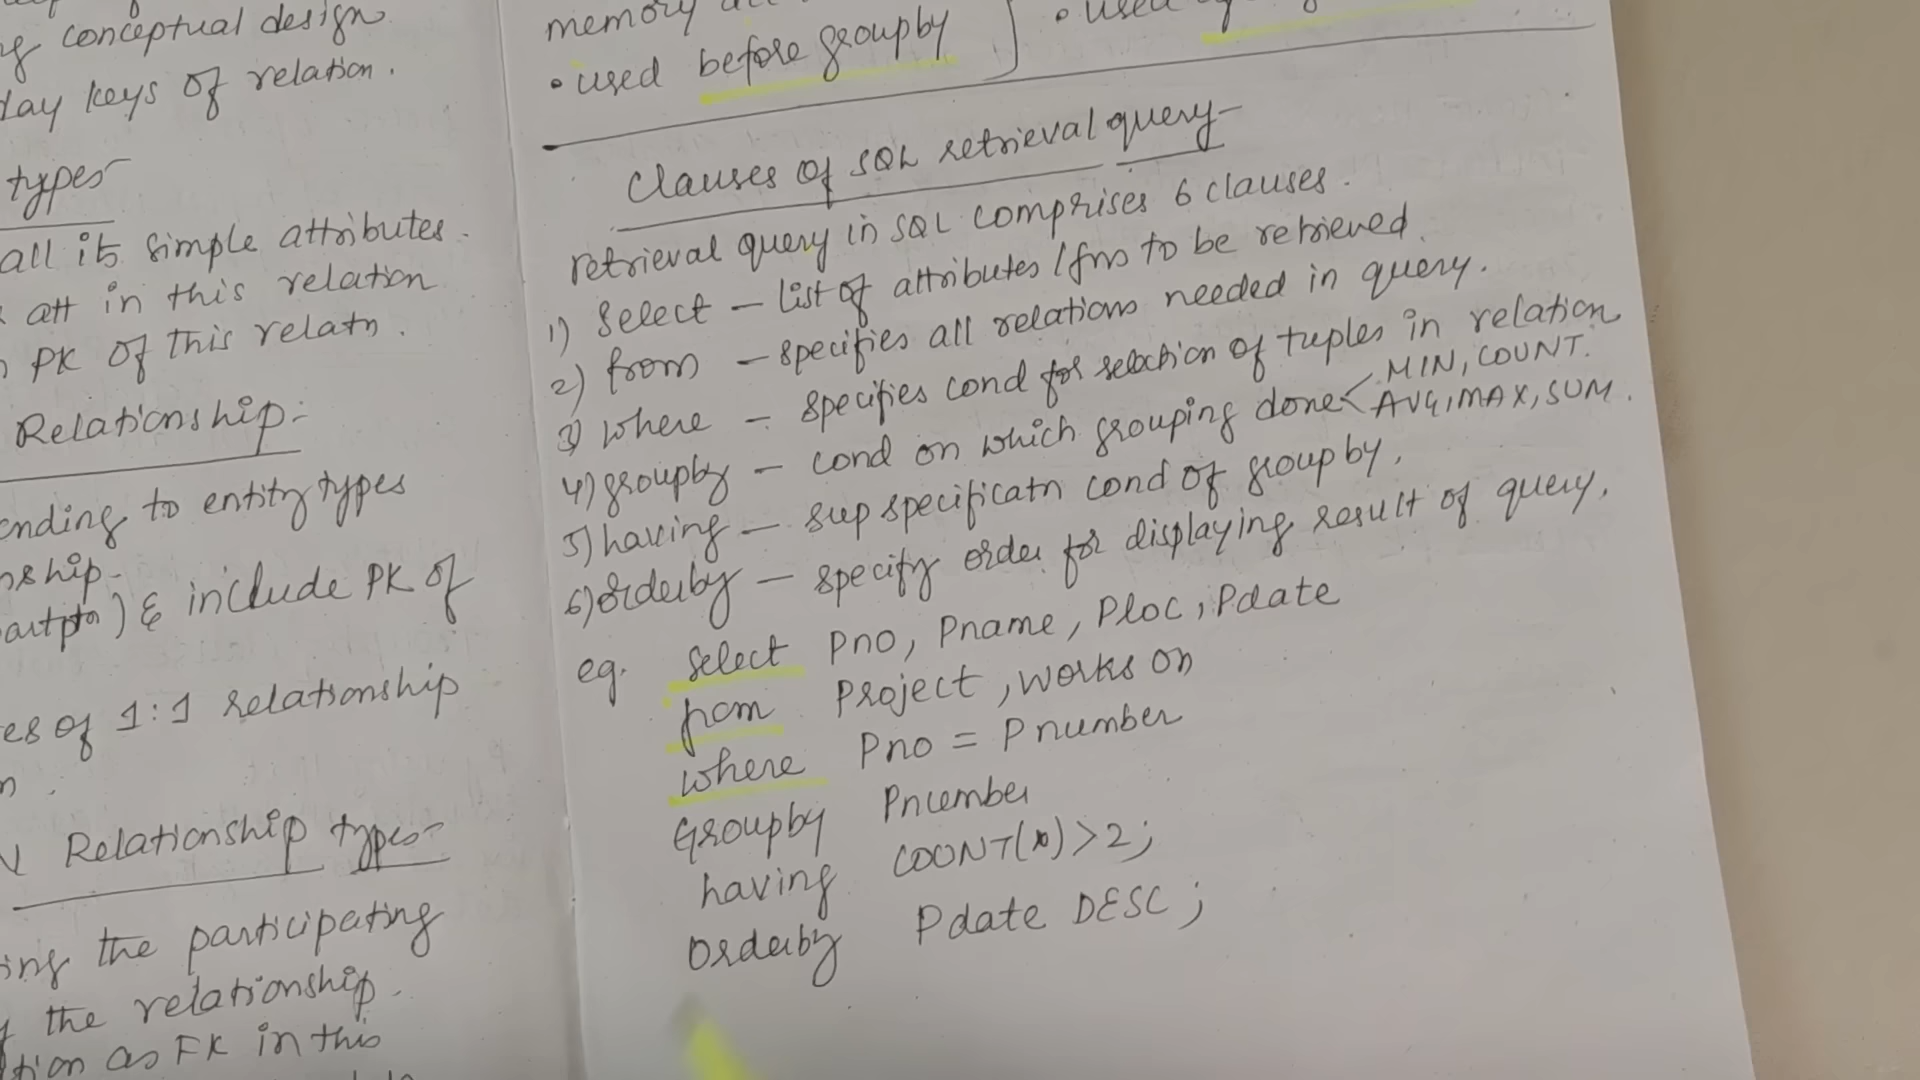 conceptual design
keys of relation.
types
all its simple attributes.
att in this relation
PK of this relatn.
Relationship:-
ending to entity types
nship.
) & include PK of
es of 1:1 relationship
Relationship types-
ing the participating
the relationship.
tion as FK in this
memory
• used before groupby
• used
Clauses of SQL retrieval query-
retrieval query in SQL comprises 6 clauses.
1) Select - List of attributes / fns to be retrieved.
2) from - specifies all relations needed in query.
3) where - specifies cond for selection of tuples in relation
4) groupby - cond on which grouping done < MIN, COUNT.
AVG, MAX, SUM.
5) having - sup specificatn cond of groupby.
6) orderby - specify order for displaying result of query.
eg. Select Pno, Pname, Ploc, Pdate
from Project, works on
where Pno = Pnumber
Groupby Pnumber
having COUNT(*) > 2;
Orderby Pdate DESC;